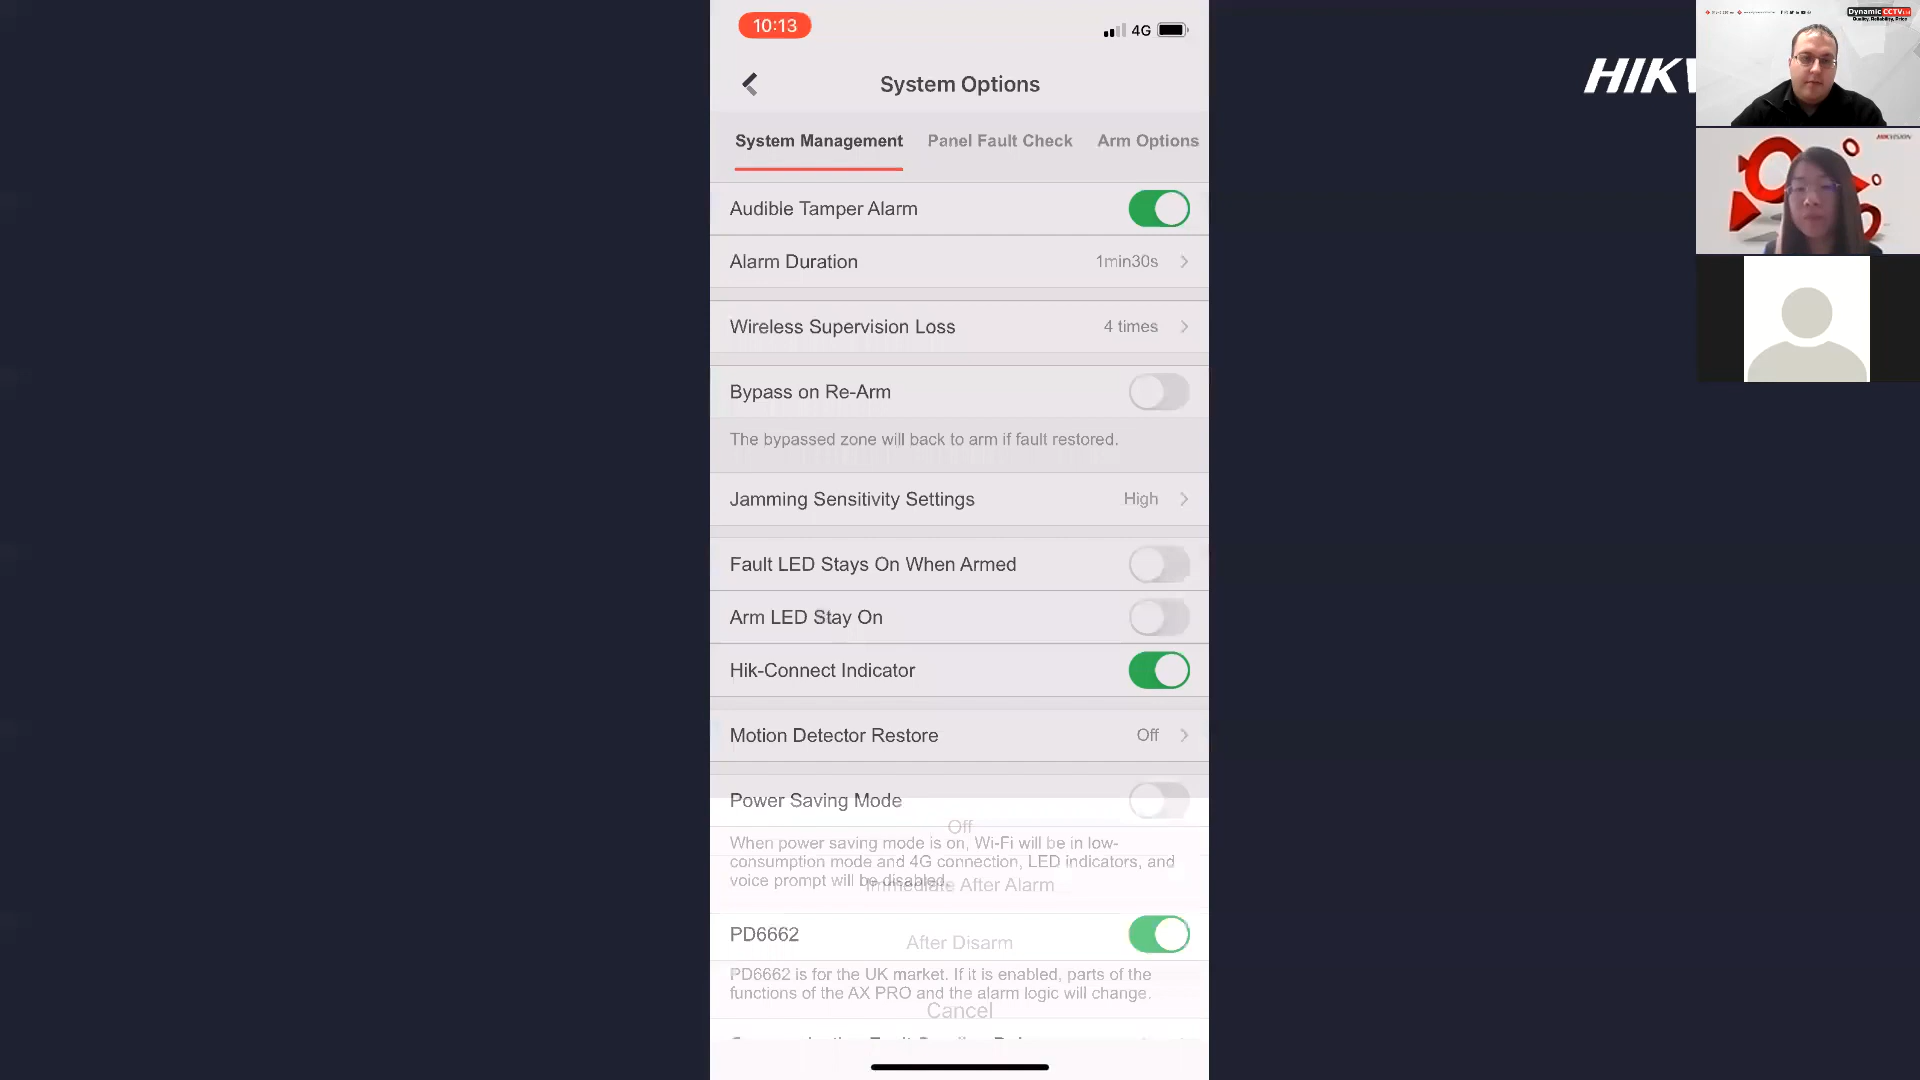 10:13
4G
System Options
System Management
Panel Fault Check
Arm Options
Audible Tamper Alarm
Alarm Duration
1min30s
Wireless Supervision Loss
4 times
Bypass on Re-Arm
The bypassed zone will back to arm if fault restored.
Jamming Sensitivity Settings
High
Fault LED Stays On When Armed
Arm LED Stay On
Hik-Connect Indicator
Motion Detector Restore
Off
Power Saving Mode
Off
When power saving mode is on, Wi-Fi will be in low-
consumption mode and 4G connection, LED indicators, and
voice prompt will be disabled.
Immediate After Alarm
PD6662
After Disarm
PD6662 is for the UK market. If it is enabled, parts of the
functions of the AX PRO and the alarm logic will change.
Cancel
HIK
Dynamic CCTV
Quality, Reliability, Price
HIKVISION